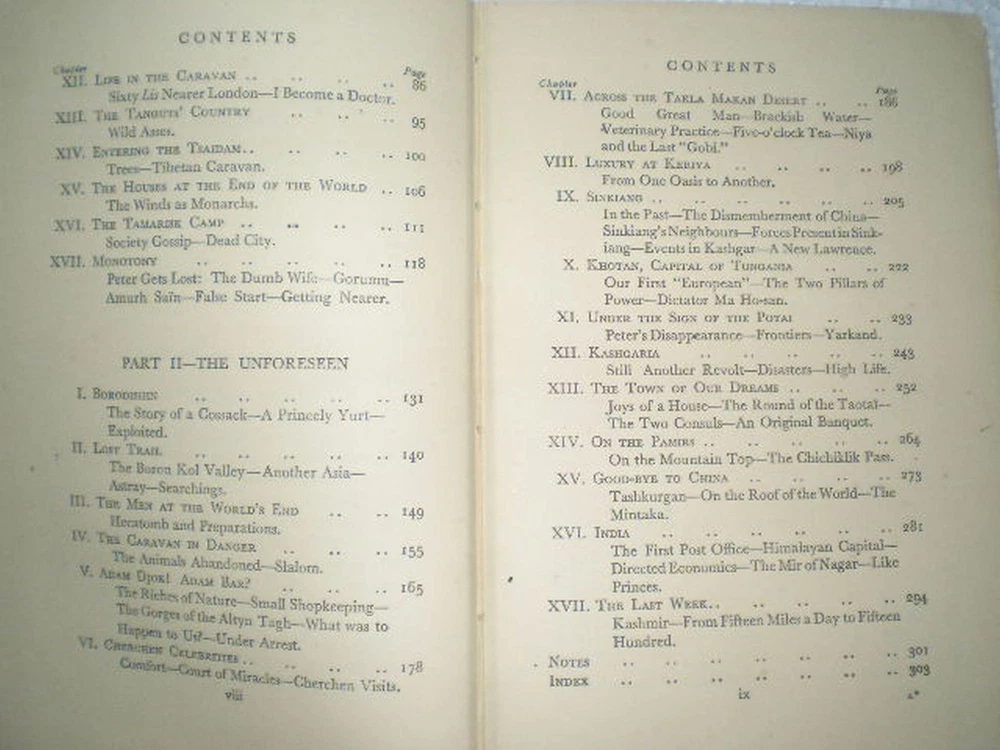 CONTENTS
Chapter Page
XII. LIFE IN THE CARAVAN .. .. .. .. 86
Sixty Lis Nearer London—I Become a Doctor.
XIII. THE TANGUTS' COUNTRY .. .. .. 95
Wild Asses.
XIV. ENTERING THE TSAIDAM .. .. .. .. 100
Trees—Tibetan Caravan.
XV. THE HOUSES AT THE END OF THE WORLD .. 106
The Winds as Monarchs.
XVI. THE TAMARISK CAMP .. .. .. .. 111
Society Gossip—Dead City.
XVII. MONOTONY .. .. .. .. .. 118
Peter Gets Lost: The Dumb Wife—Gorumu—
Amurh Saïn—False Start—Getting Nearer.
PART II—THE UNFORESEEN
I. BORODISHIN .. .. .. .. .. 131
The Story of a Cossack—A Princely Yurt—
Exploited.
II. LOST TRAIL .. .. .. .. .. 140
The Boron Kol Valley—Another Asia—
Astray—Searchings.
III. THE MEN AT THE WORLD'S END .. .. 149
Hecatomb and Preparations.
IV. THE CARAVAN IN DANGER .. .. .. 155
The Animals Abandoned—Slalom.
V. ADAM DJOK! ADAM BAR? .. .. .. 165
The Riches of Nature—Small Shopkeeping—
The Gorges of the Altyn Tagh—What was to
Happen to Us?—Under Arrest.
VI. CHERCHEN CELEBRITIES .. .. .. .. 178
Comfort—Court of Miracles—Cherchen Visits.
viii
CONTENTS
Chapter Page
VII. ACROSS THE TAKLA MAKAN DESERT .. .. 186
Good Great Man—Brackish Water—
Veterinary Practice—Five-o'clock Tea—Niya
and the Last "Gobi."
VIII. LUXURY AT KERIYA .. .. .. .. 198
From One Oasis to Another.
IX. SINKIANG .. .. .. .. .. 205
In the Past—The Dismemberment of China—
Sinkiang's Neighbours—Forces Present in Sink-
iang—Events in Kashgar—A New Lawrence.
X. KHOTAN, CAPITAL OF TUNGANIA .. .. 222
Our First "European"—The Two Pillars of
Power—Dictator Ma Ho-san.
XI. UNDER THE SIGN OF THE POTAI .. .. 233
Peter's Disappearance—Frontiers—Yarkand.
XII. KASHGARIA .. .. .. .. .. 243
Still Another Revolt—Disasters—High Life.
XIII. THE TOWN OF OUR DREAMS .. .. .. 252
Joys of a House—The Round of the Taotai—
The Two Consuls—An Original Banquet.
XIV. ON THE PAMIRS .. .. .. .. .. 264
On the Mountain Top—The Chichiklik Pass.
XV. GOOD-BYE TO CHINA .. .. .. .. 273
Tashkurgan—On the Roof of the World—The
Mintaka.
XVI. INDIA .. .. .. .. .. .. 281
The First Post Office—Himalayan Capital—
Directed Economics—The Mir of Nagar—Like
Princes.
XVII. THE LAST WEEK .. .. .. .. .. 294
Kashmir—From Fifteen Miles a Day to Fifteen
Hundred.
NOTES .. .. .. .. .. .. .. 301
INDEX .. .. .. .. .. .. .. 303
ix A*